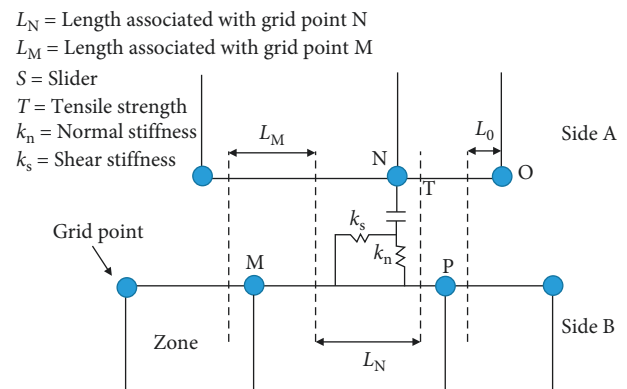 L_N = Length associated with grid point N
L_M = Length associated with grid point M
S = Slider
T = Tensile strength
k_n = Normal stiffness
k_s = Shear stiffness
L_M
N
T
L_0
O
Side A
k_s
k_n
Grid point
M
P
Side B
Zone
L_N